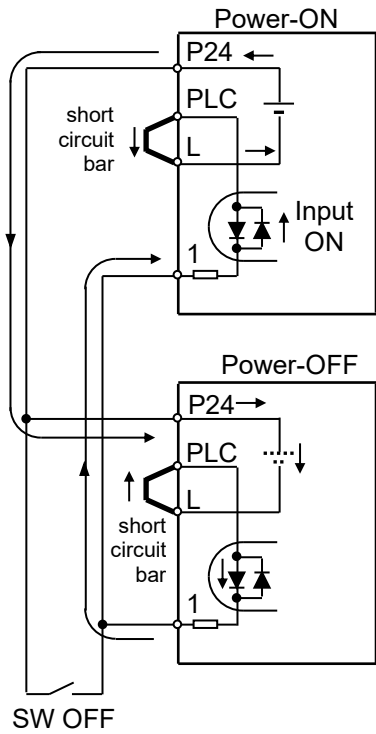 Power-ON
P24
PLC
short
circuit
bar
L
Input
ON
1
Power-OFF
P24
PLC
L
short
circuit
bar
1
SW OFF